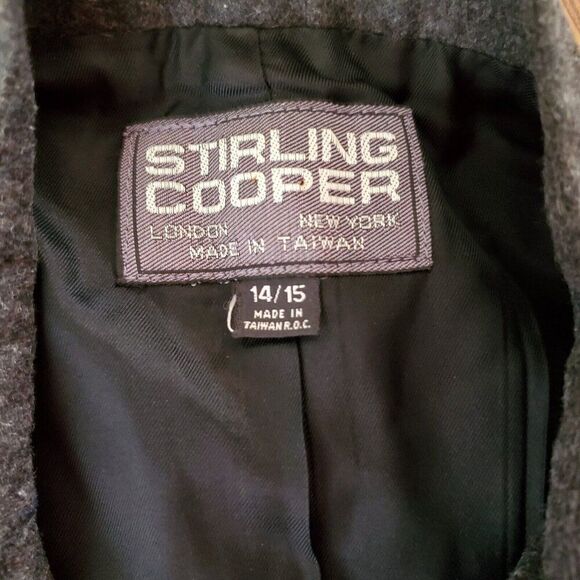 STIRLING
COOPER
LONDON NEW YORK
MADE IN TAIWAN
14/15
MADE IN
TAIWAN R.O.C.